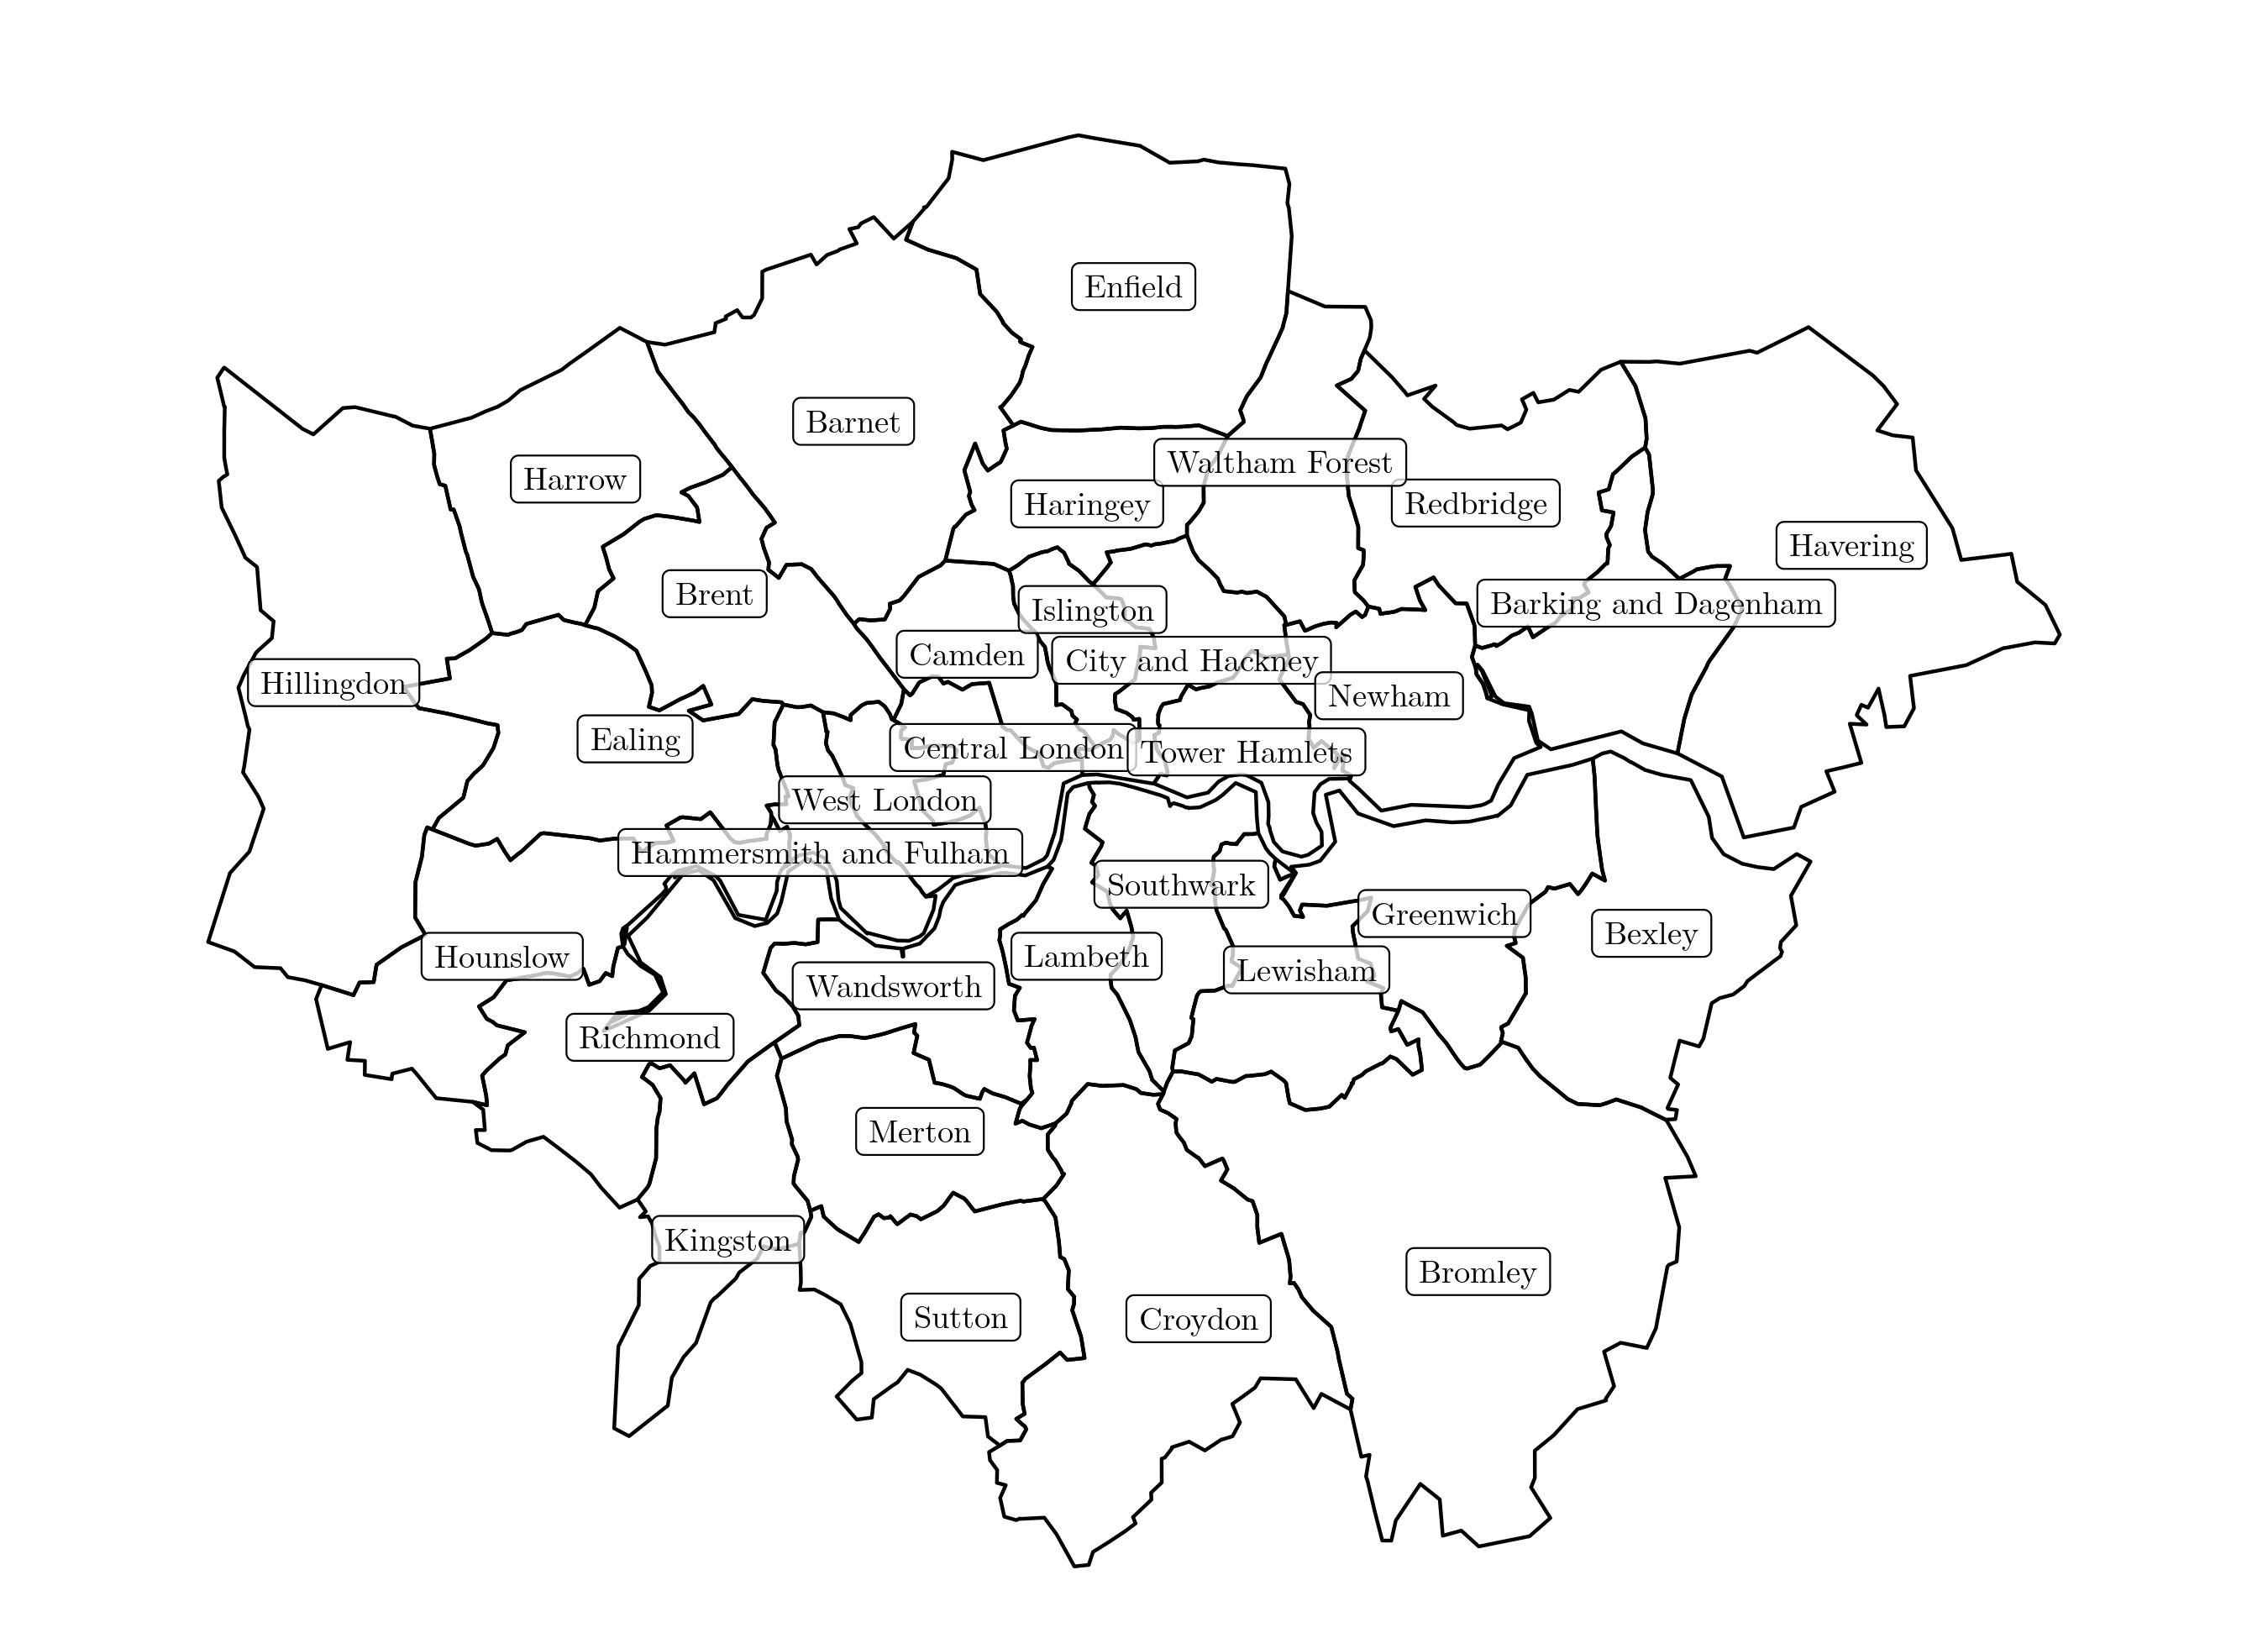 Enfield
Barnet
Waltham Forest
Harrow
Haringey
Redbridge
Havering
Brent
Islington
Barking and Dagenham
Camden
City and Hackney
Hillingdon
Newham
Ealing
Central London
Tower Hamlets
West London
Hammersmith and Fulham
Southwark
Greenwich
Bexley
Hounslow
Lambeth
Lewisham
Wandsworth
Richmond
Merton
Kingston
Bromley
Sutton
Croydon